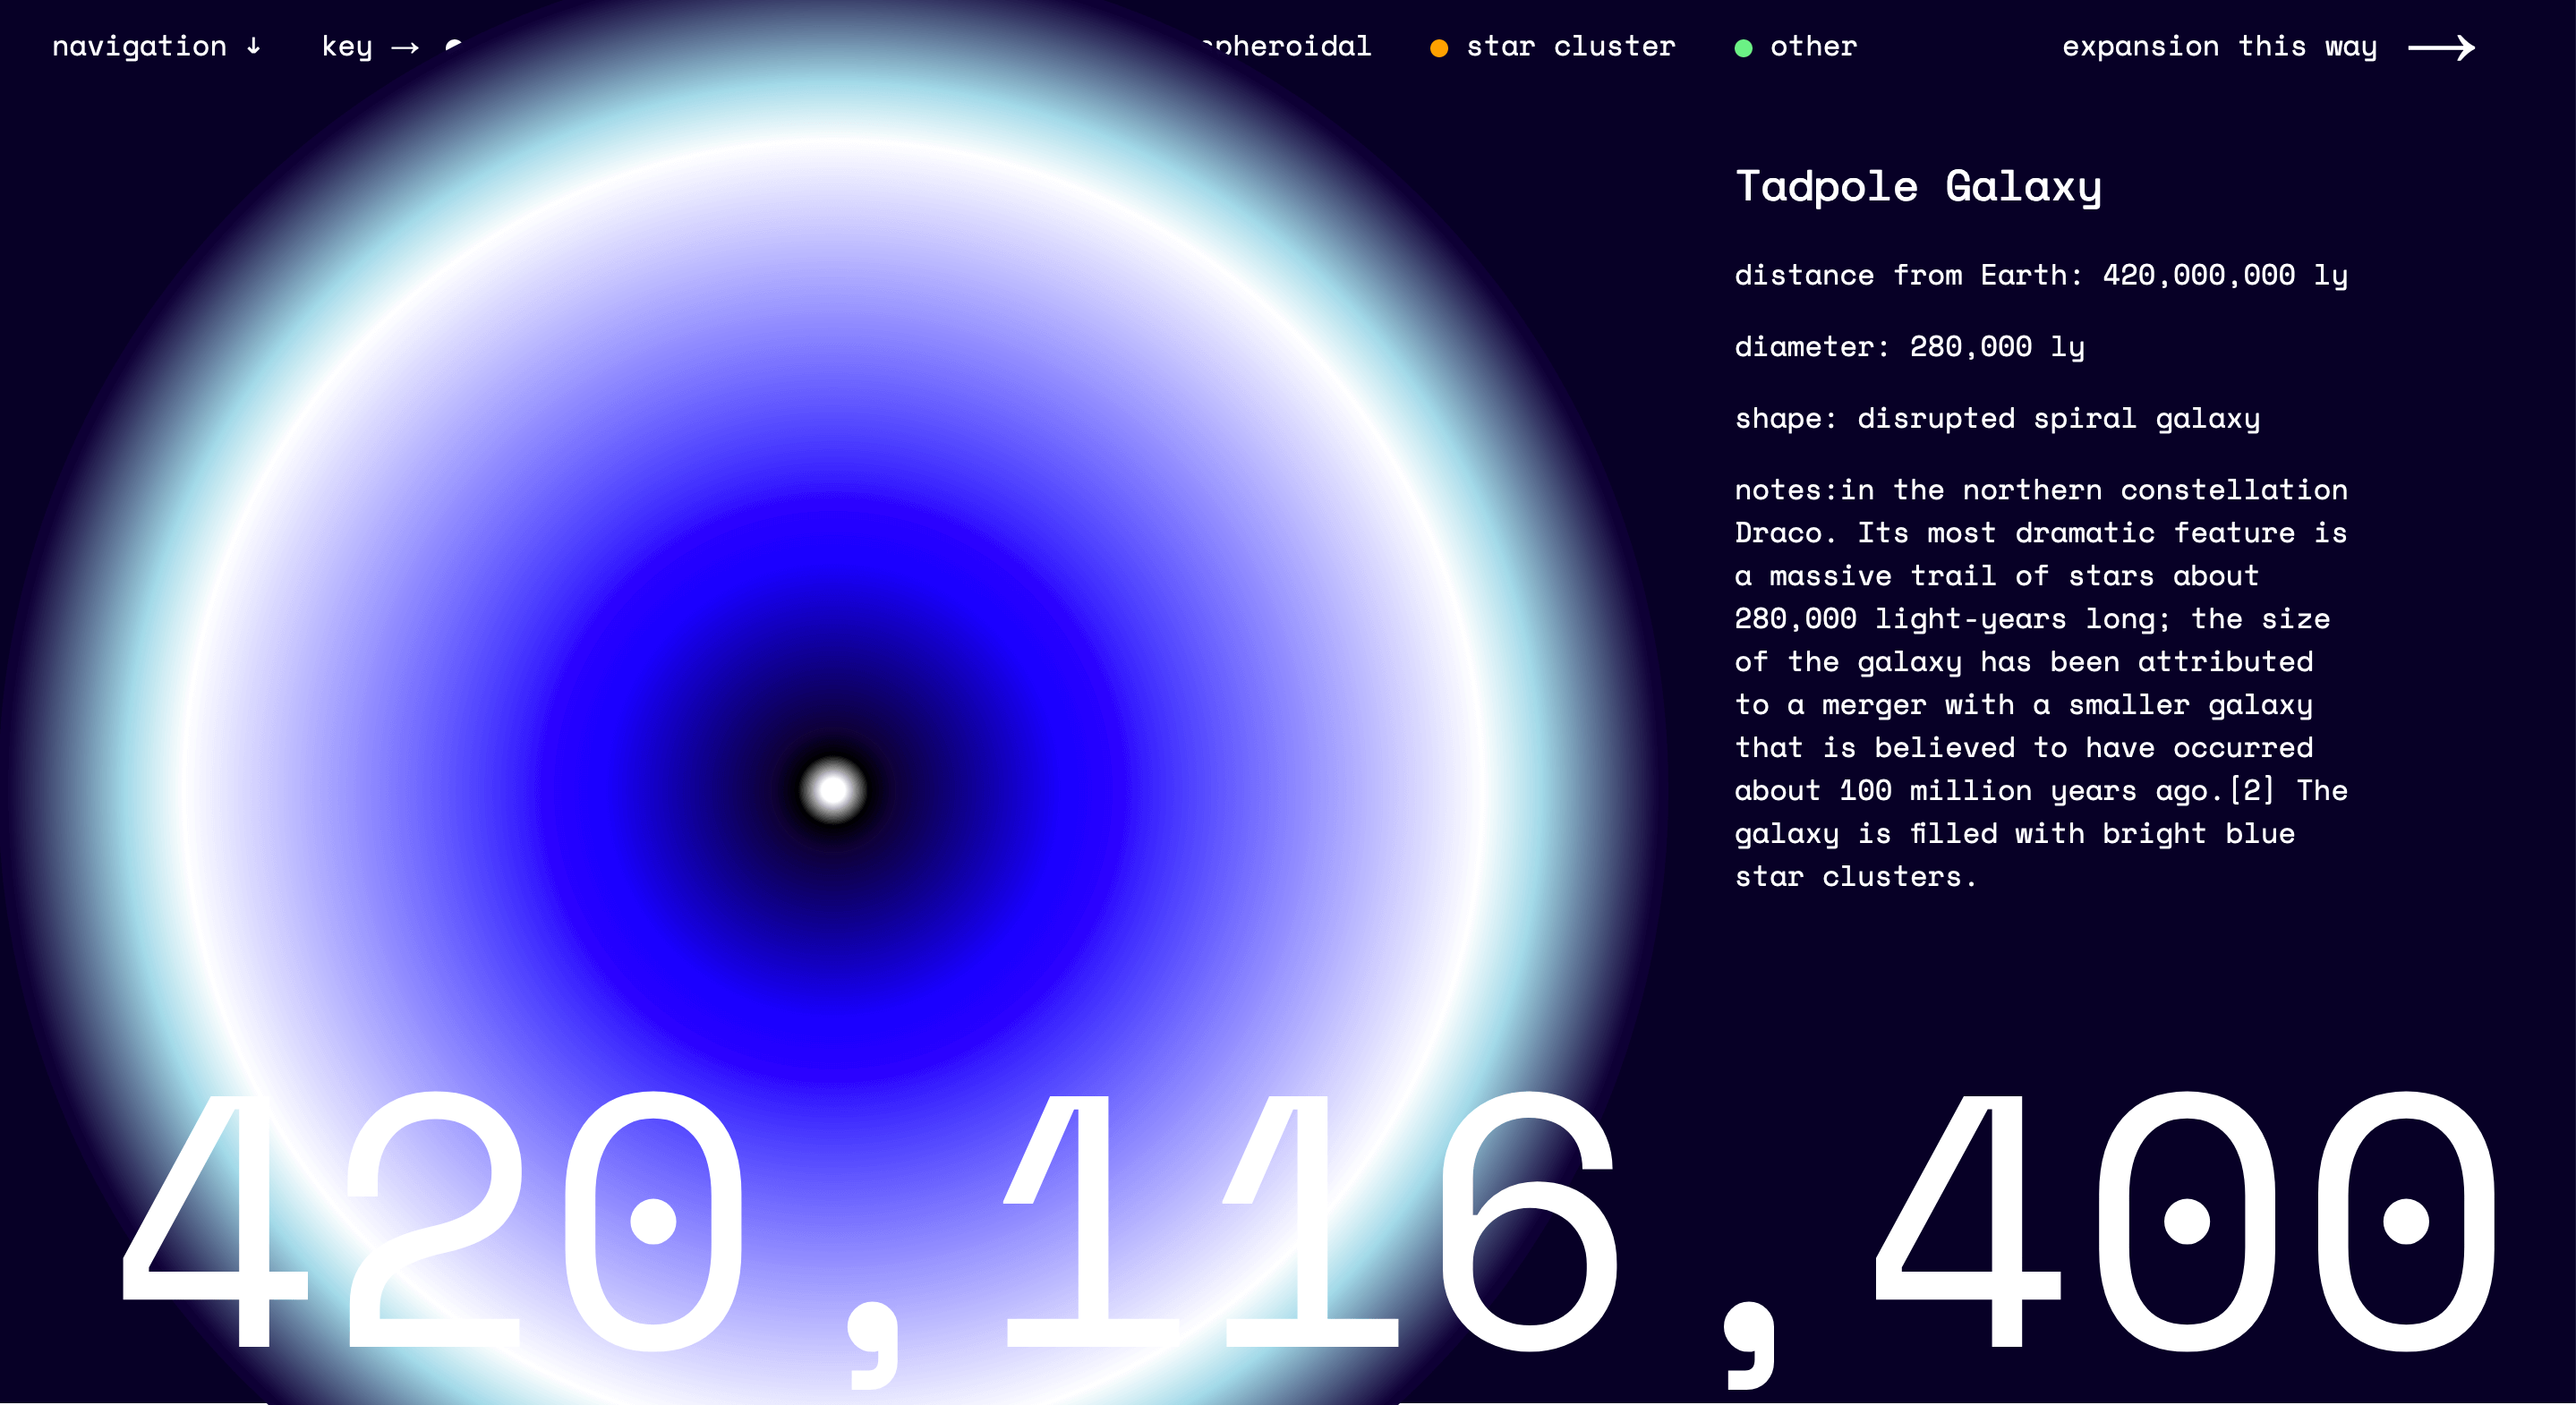 navigation ↓ key → spheroidal star cluster other expansion this way →
Tadpole Galaxy
distance from Earth: 420,000,000 ly
diameter: 280,000 ly
shape: disrupted spiral galaxy
notes:in the northern constellation
Draco. Its most dramatic feature is
a massive trail of stars about
280,000 light-years long; the size
of the galaxy has been attributed
to a merger with a smaller galaxy
that is believed to have occurred
about 100 million years ago.[2] The
galaxy is filled with bright blue
star clusters.
420,116,400